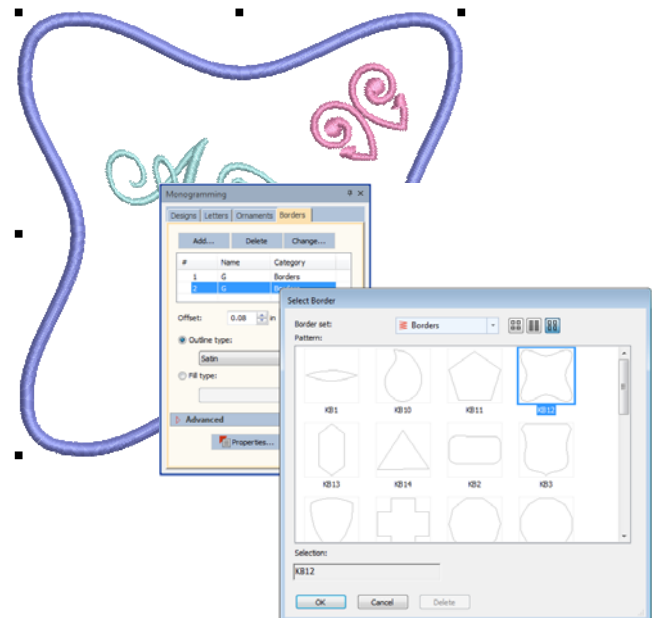 Monogramming
Designs Letters Ornaments Borders
Add... Delete Change...
# Name Category
1 G Borders
2 G
Offset: 0.08 in
Outline type:
Satin
Fill type:
Advanced
Properties...
Select Border
Border set: Borders
Pattern:
KB1 KB10 KB11 KB12
KB13 KB14 KB2 KB3
Selection:
KB12
OK Cancel Delete